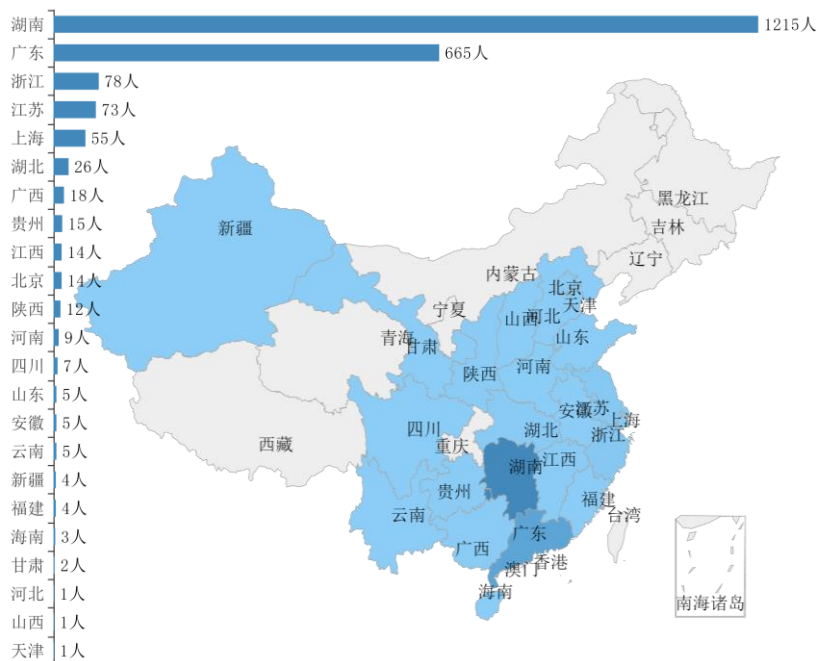 湖南 1215人
广东 665人
浙江 78人
江苏 73人
上海 55人
湖北 26人
广西 18人
贵州 15人
江西 14人
北京 14人
陕西 12人
河南 9人
四川 7人
山东 5人
安徽 5人
云南 5人
新疆 4人
福建 4人
海南 3人
甘肃 2人
河北 1人
山西 1人
天津 1人
黑龙江
吉林
新疆
辽宁
内蒙古
北京
天津
宁夏
山西
河北
青海
甘肃
山东
陕西
河南
安徽
江苏
上海
四川
湖北
浙江
西藏
重庆
湖南
江西
贵州
福建
云南
台湾
广东
广西
澳门
香港
海南
南海诸岛